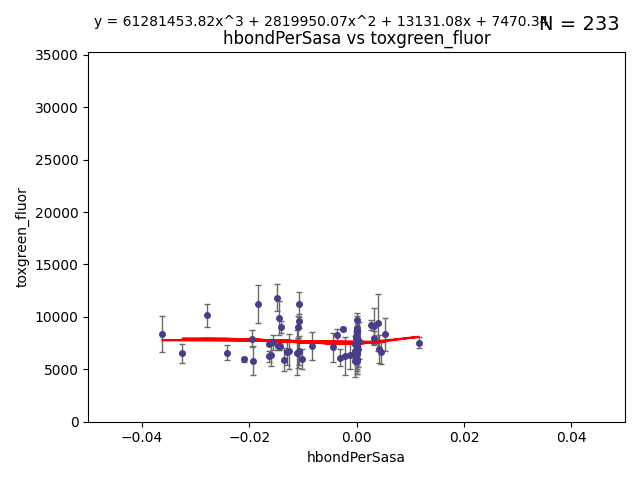 y = 61281453.82x^3 + 2819950.07x^2 + 13131.08x + 7470.34
N = 233
hbondPerSasa vs toxgreen_fluor
35000
30000
25000
20000
15000
10000
5000
0
toxgreen_fluor
−0.04
−0.02
0.00
0.02
0.04
hbondPerSasa